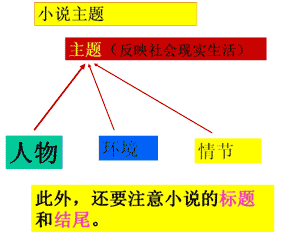 小说主题
主题（反映社会现实生活）
人物
环境
情节
此外，还要注意小说的标题
和结尾。